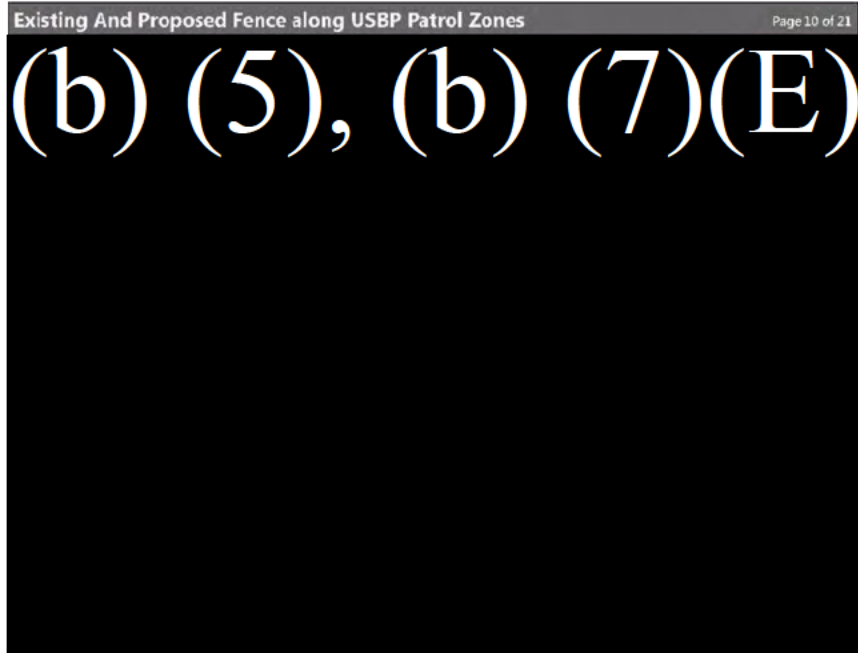 Existing And Proposed Fence along USBP Patrol Zones Page 10 of 21
(b) (5), (b) (7)(E)